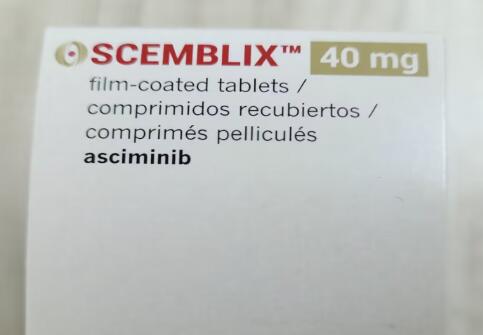 SCEMBLIX™ 40 mg
film-coated tablets /
comprimidos recubiertos /
comprimés pelliculés
asciminib